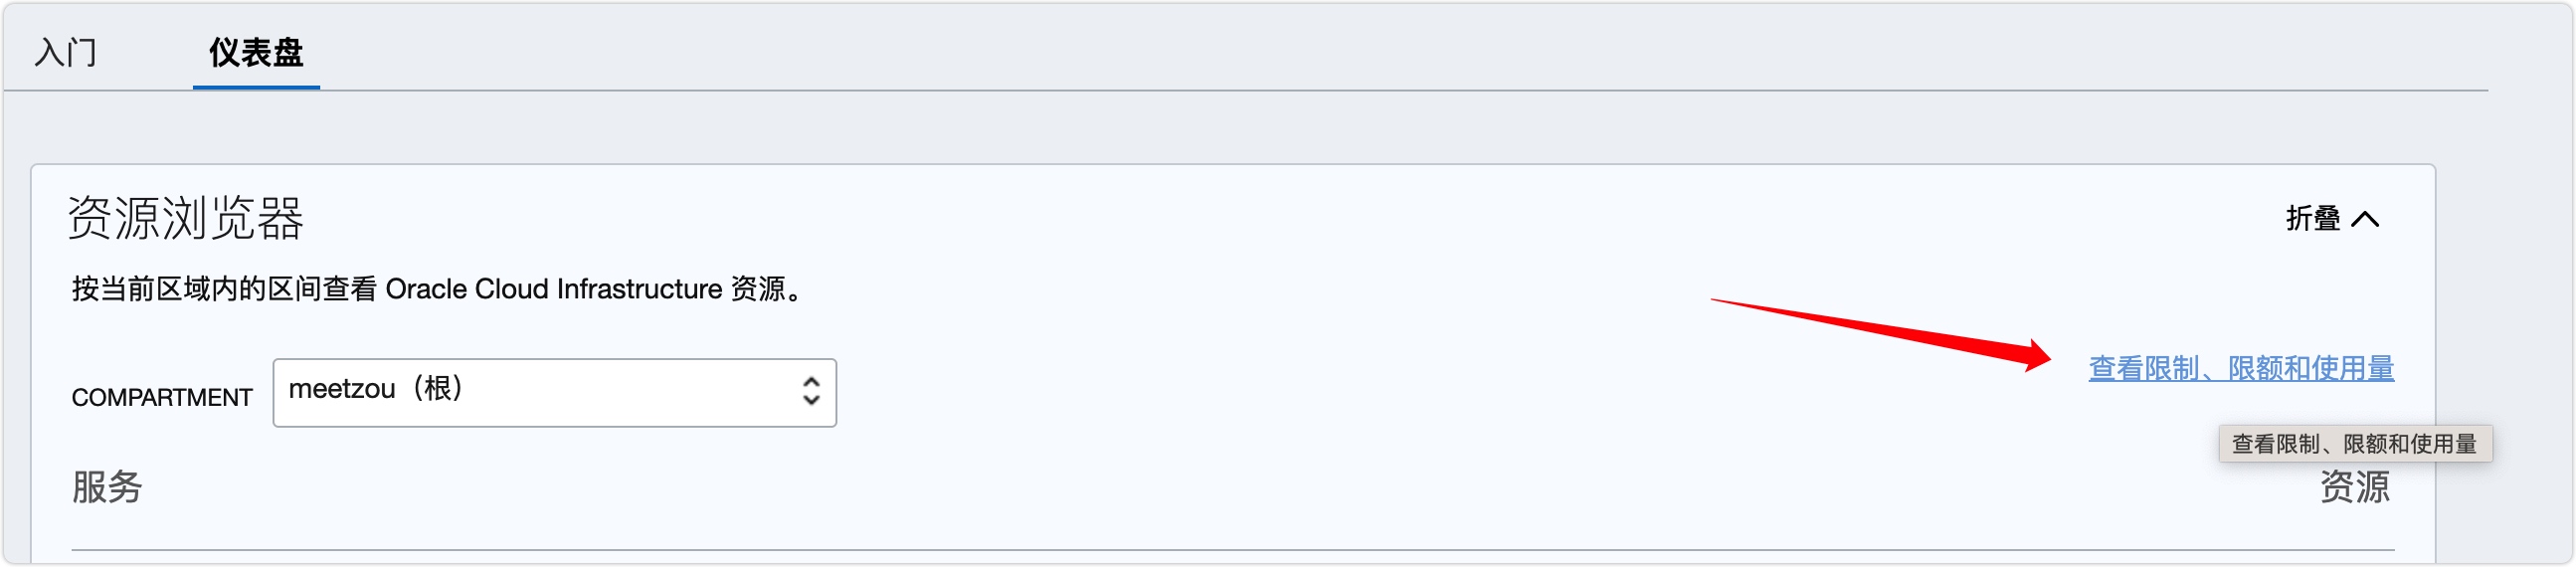 入门 仪表盘
资源浏览器
折叠
按当前区域内的区间查看 Oracle Cloud Infrastructure 资源。
查看限制、限额和使用量
COMPARTMENT meetzou（根）
查看限制、限额和使用量
服务 资源